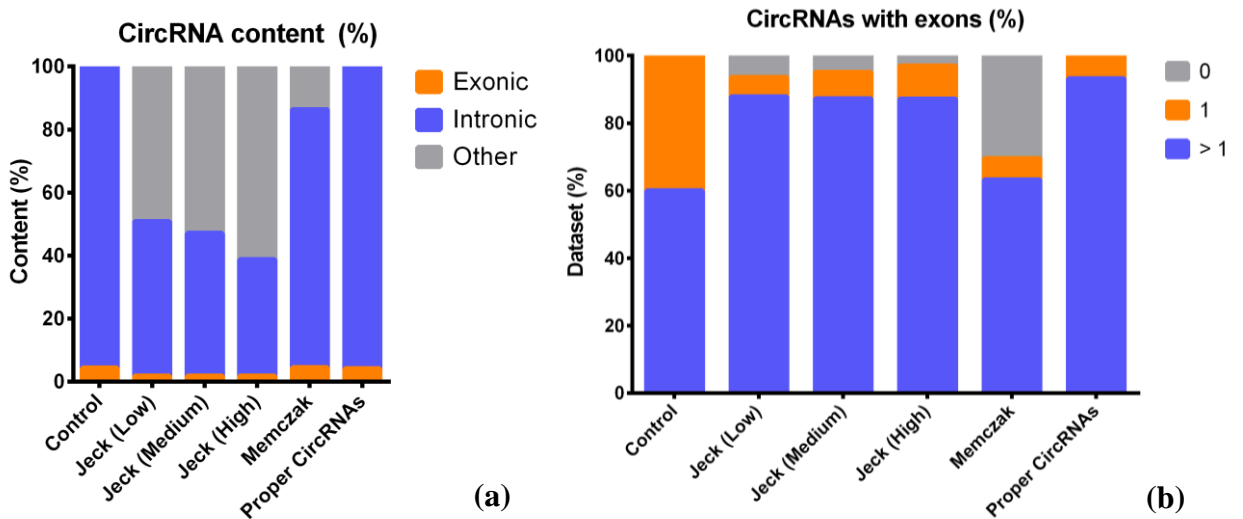 CircRNA content (%)
Content (%)
100
80
60
40
20
0
Control
Jeck (Low)
Jeck (Medium)
Jeck (High)
Memczak
Proper CircRNAs
Exonic
Intronic
Other
(a)
CircRNAs with exons (%)
Dataset (%)
100
80
60
40
20
0
Control
Jeck (Low)
Jeck (Medium)
Jeck (High)
Memczak
Proper CircRNAs
0
1
> 1
(b)